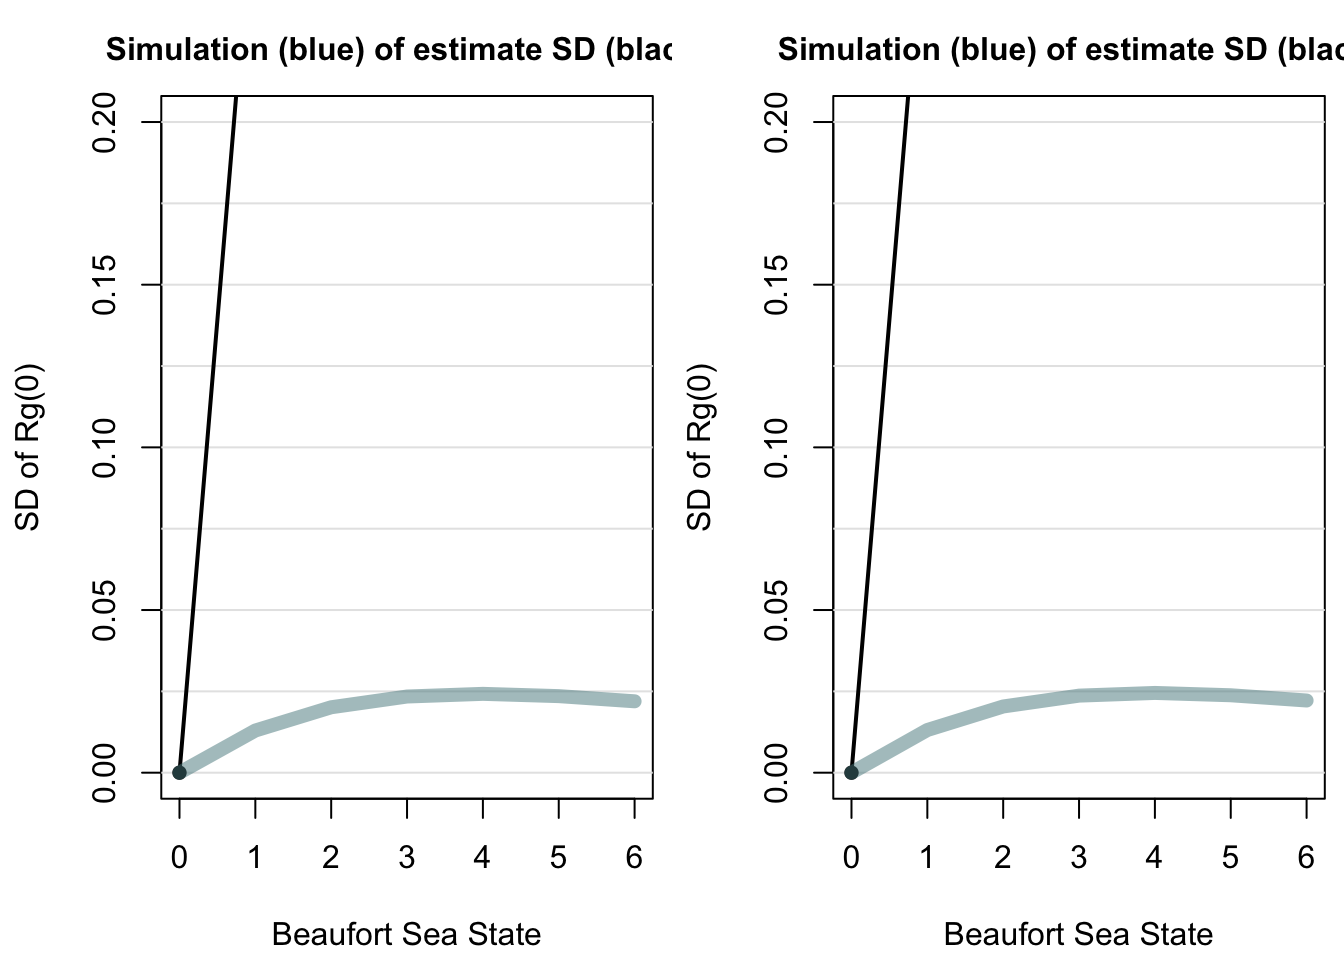 Simulation (blue) of estimate SD (blac
SD of Rg(0)
0.20
0.15
0.10
0.05
0.00
0 1 2 3 4 5 6
Beaufort Sea State
Simulation (blue) of estimate SD (blac
SD of Rg(0)
0.20
0.15
0.10
0.05
0.00
0 1 2 3 4 5 6
Beaufort Sea State